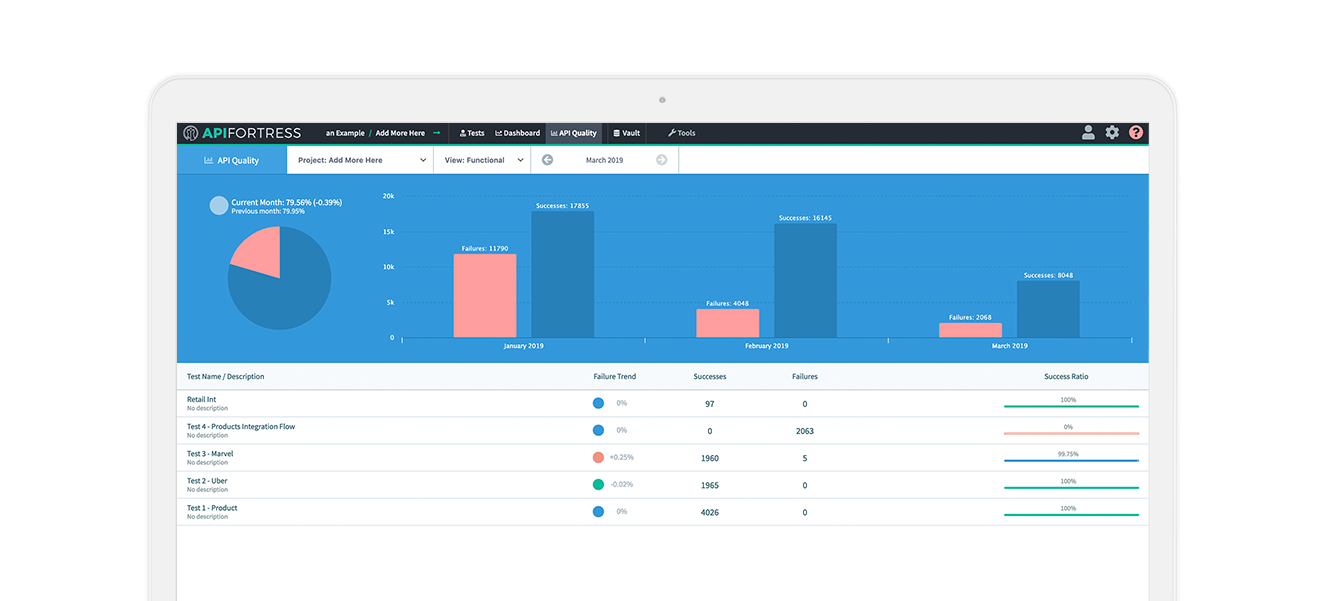 APIFORTRESS an Example / Add More Here → Tests Dashboard API Quality Vault Tools ?
API Quality Project: Add More Here View: Functional March 2019
Current Month: 79.56% (-0.39%)
Previous month: 79.95%
20k
15k
10k
5k
0
Failures: 11790
Successes: 17855
Failures: 4048
Successes: 16145
Failures: 2068
Successes: 8048
January 2019 February 2019 March 2019
Test Name / Description Failure Trend Successes Failures Success Ratio
Retail Int 0% 97 0 100%
No description
Test 4 - Products Integration Flow 0% 0 2063 0%
No description
Test 3 - Marvel +0.25% 1960 5 99.75%
No description
Test 2 - Uber -0.02% 1965 0 100%
No description
Test 1 - Product 0% 4026 0 100%
No description